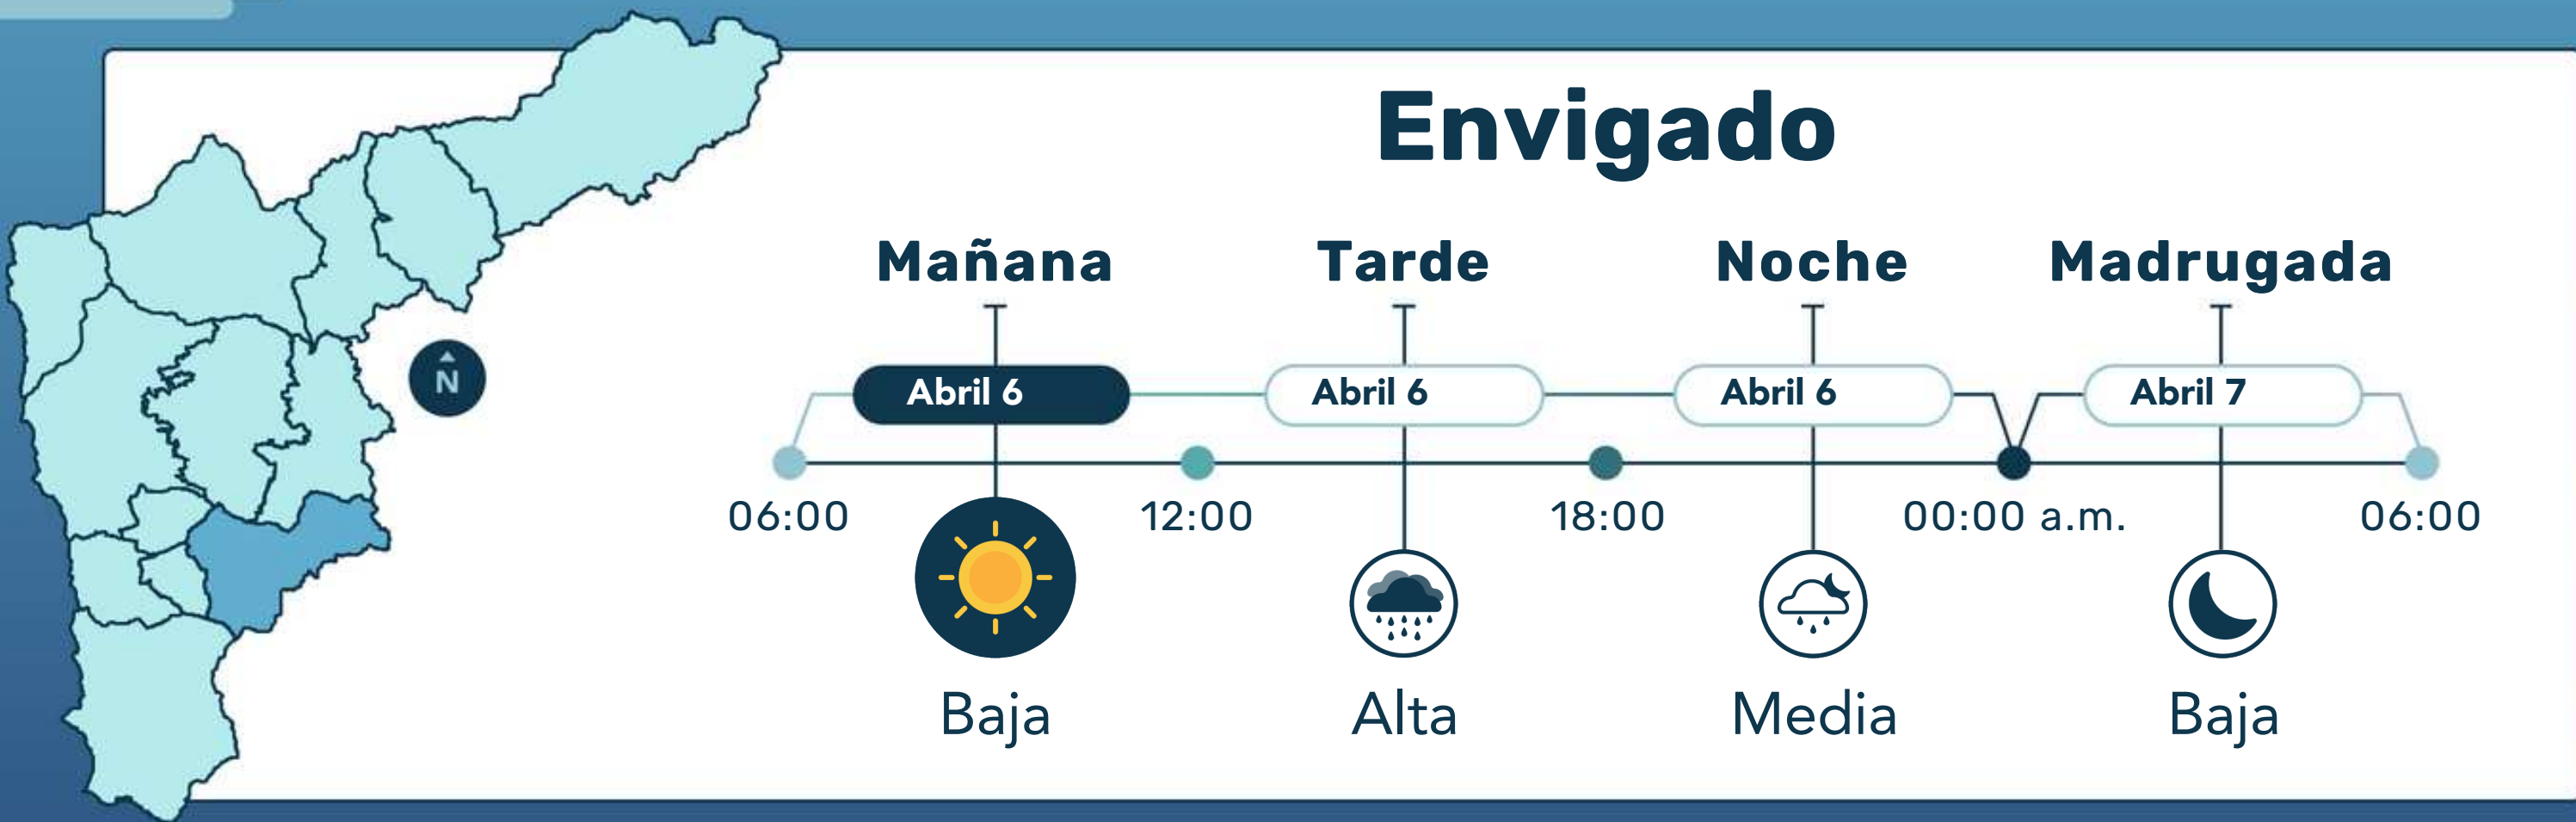 Envigado
Mañana Tarde Noche Madrugada
Abril 6 Abril 6 Abril 6 Abril 7
N
06:00 12:00 18:00 00:00 a.m. 06:00
Baja Alta Media Baja